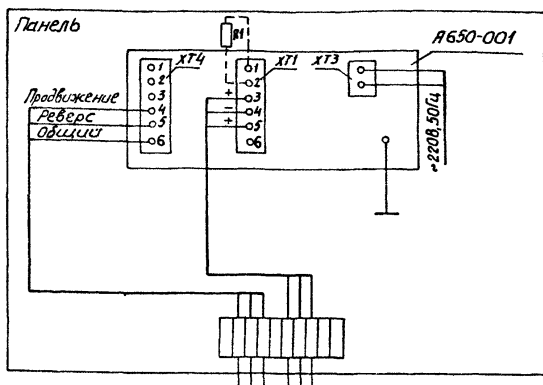 Панель
R1
А650-001
ХТ4
ХТ1
ХТ3
1
2
3
4
5
6
1
2
+ 3
- 4
+ 5
6
Продвижение
Реверс
Общий
~220В,50Гц